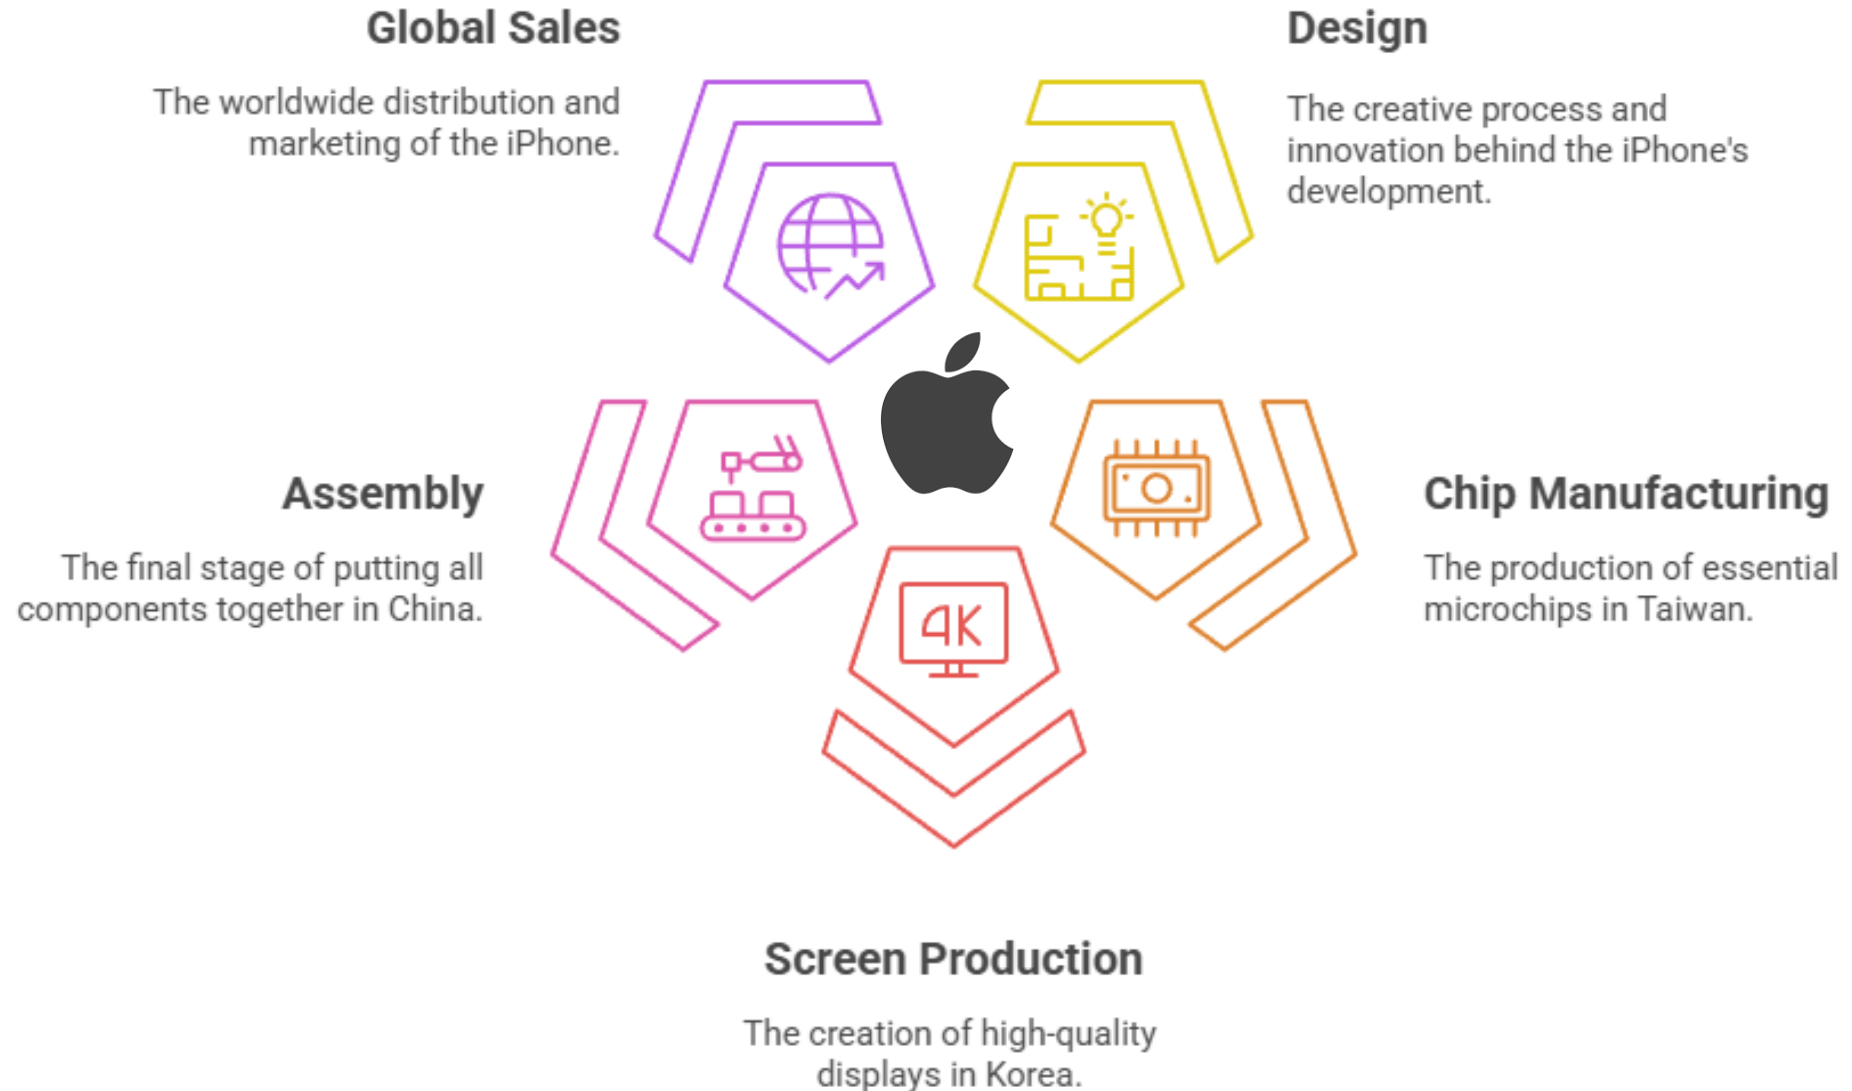 Global Sales
The worldwide distribution and
marketing of the iPhone.
Design
The creative process and
innovation behind the iPhone's
development.
Assembly
The final stage of putting all
components together in China.
Chip Manufacturing
The production of essential
microchips in Taiwan.
4K
Screen Production
The creation of high-quality
displays in Korea.